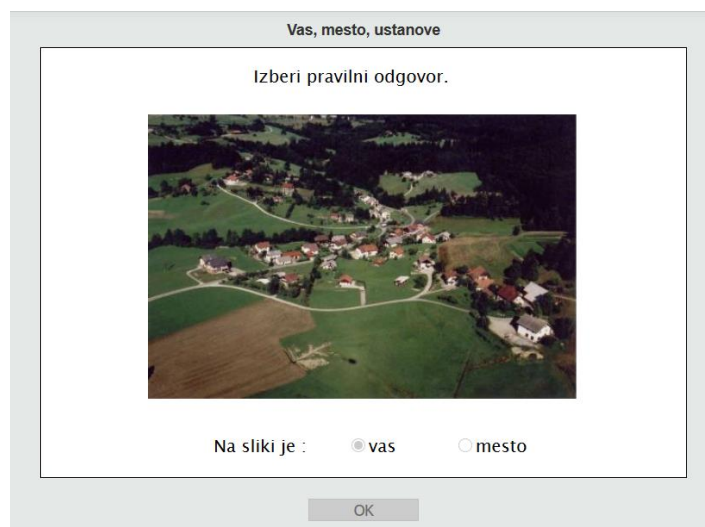 Vas, mesto, ustanove
Izberi pravilni odgovor.
Na sliki je : vas mesto
OK